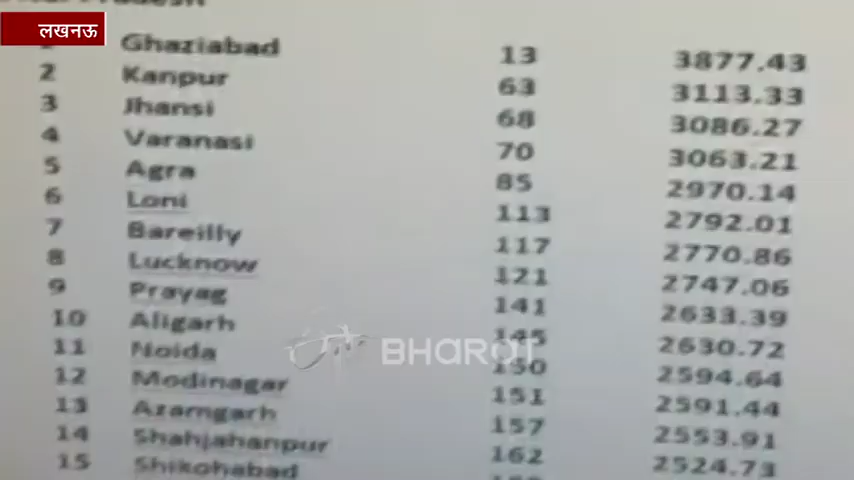 लखनऊ
1 Ghaziabad 13 3877.43
2 Kanpur 63 3113.33
3 Jhansi 68 3086.27
4 Varanasi 70 3063.21
5 Agra 85 2970.14
6 Loni 113 2792.01
7 Bareilly 117 2770.86
8 Lucknow 121 2747.06
9 Prayag 141 2633.39
10 Aligarh 145 2630.72
11 Noida 150 2594.64
12 Modinagar 151 2591.44
13 Azamgarh 157 2553.91
14 Shahjahanpur 162 2524.73
15 Shikohabad
BHARAT